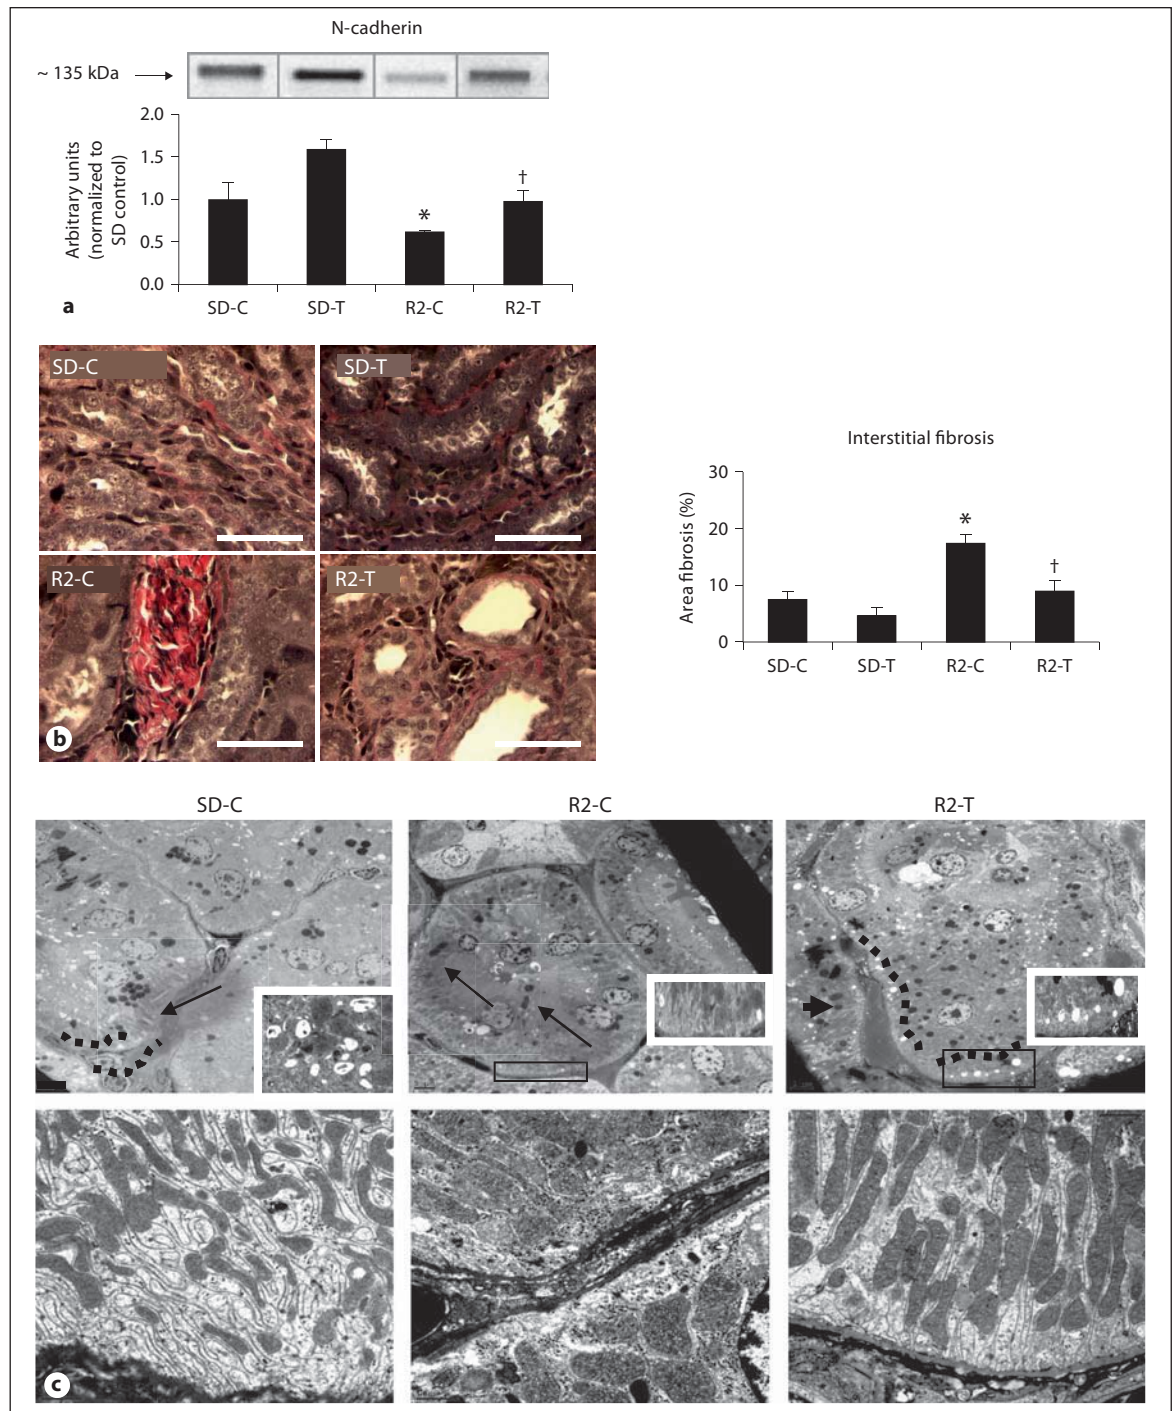 N-cadherin
~ 135 kDa
Arbitrary units
(normalized to
SD control)
2.0
1.5
1.0
0.5
0.0
*
†
SD-C SD-T R2-C R2-T
a
SD-C SD-T
R2-C R2-T
b
Interstitial fibrosis
Area fibrosis (%)
30
20
10
0
*
†
SD-C SD-T R2-C R2-T
SD-C R2-C R2-T
c